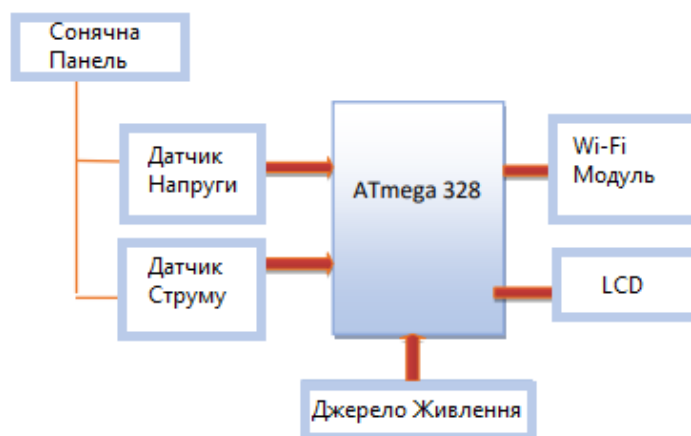 Сонячна
Панель
Датчик
Напруги
ATmega 328
Wi-Fi
Модуль
Датчик
Струму
LCD
Джерело Живлення